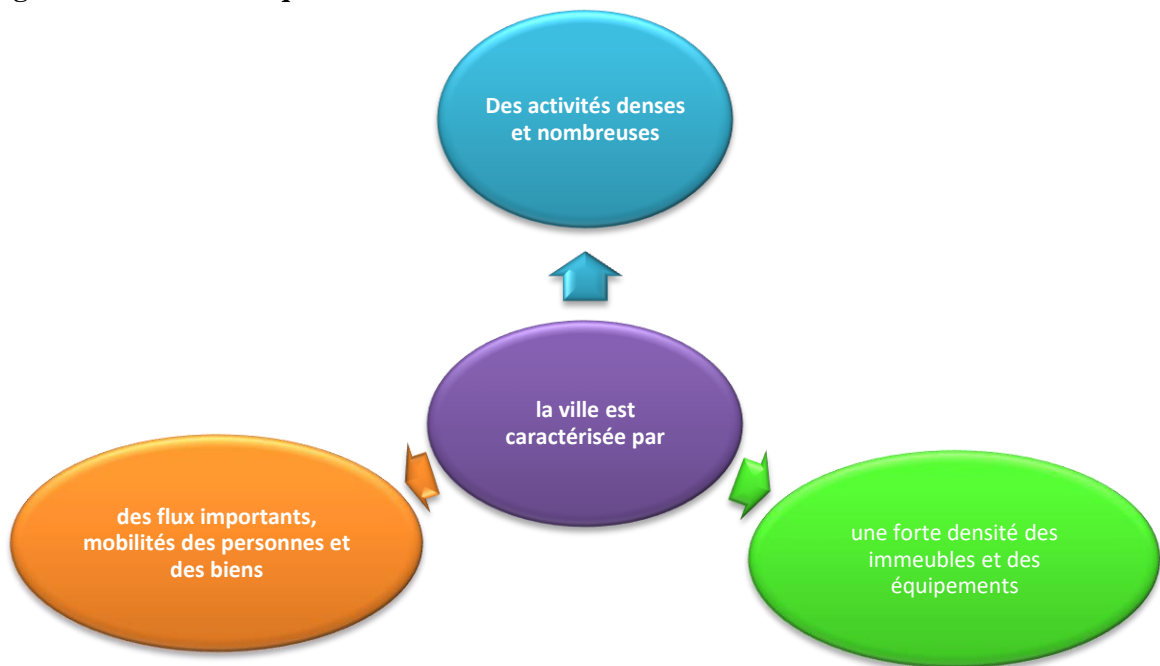 Des activités denses
et nombreuses
la ville est
caractérisée par
des flux importants,
mobilités des personnes et
des biens
une forte densité des
immeubles et des
équipements